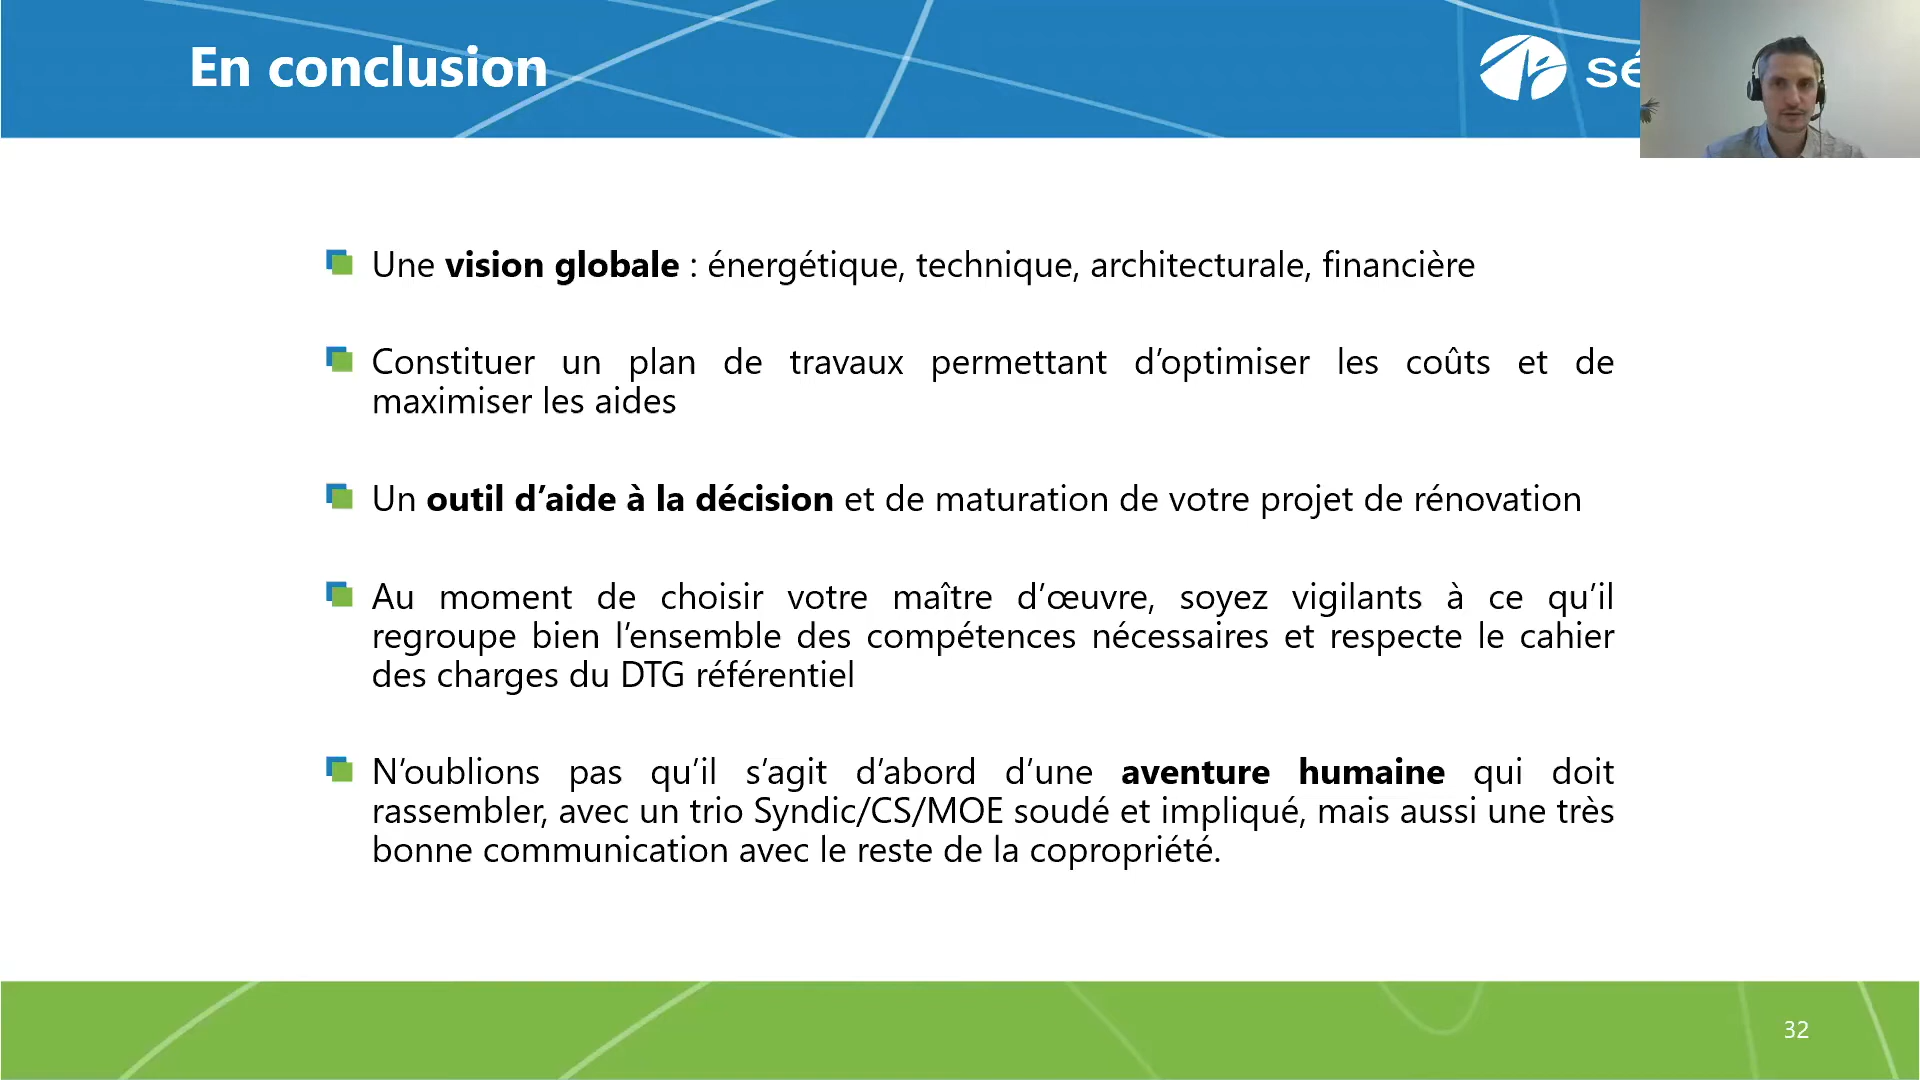 En conclusion
sé
Une vision globale : énergétique, technique, architecturale, financière
Constituer un plan de travaux permettant d’optimiser les coûts et de
maximiser les aides
Un outil d’aide à la décision et de maturation de votre projet de rénovation
Au moment de choisir votre maître d’œuvre, soyez vigilants à ce qu’il
regroupe bien l’ensemble des compétences nécessaires et respecte le cahier
des charges du DTG référentiel
N’oublions pas qu’il s’agit d’abord d’une aventure humaine qui doit
rassembler, avec un trio Syndic/CS/MOE soudé et impliqué, mais aussi une très
bonne communication avec le reste de la copropriété.
32